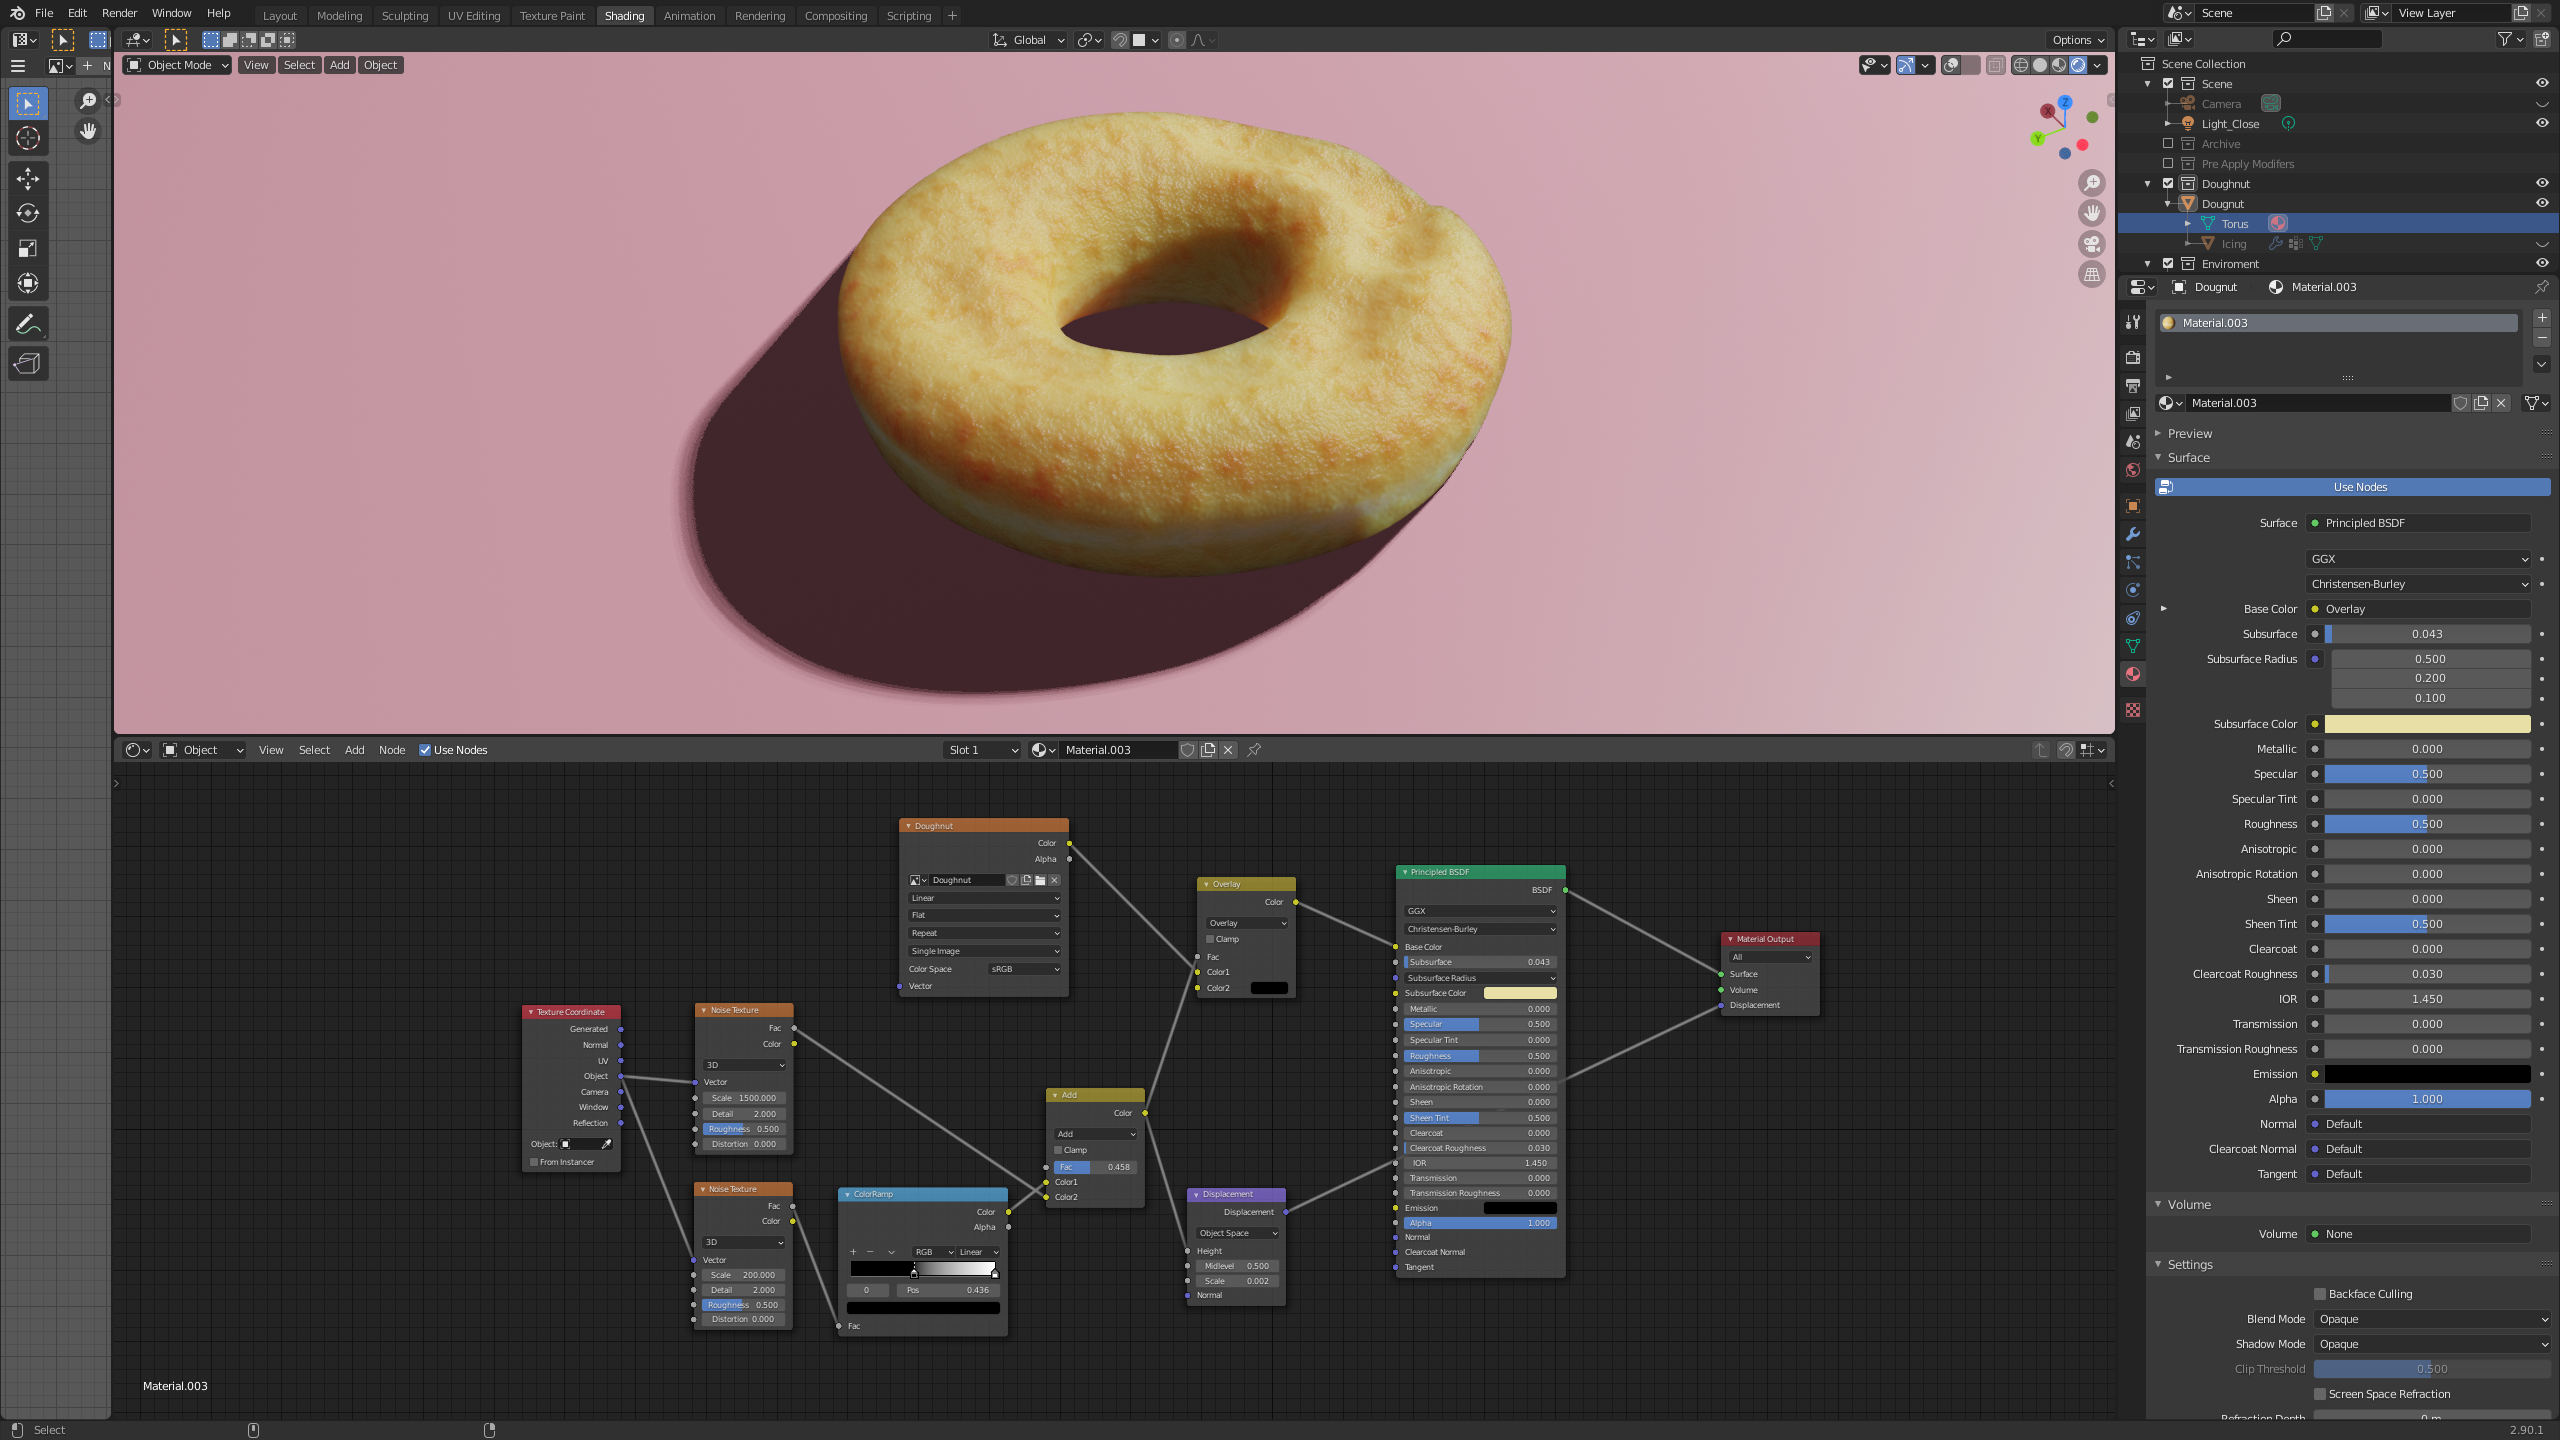 File Edit Render Window Help Layout Modeling Sculpting UV Editing Texture Paint Shading Animation Rendering Compositing Scripting + Scene View Layer
Global Options
N Object Mode View Select Add Object
Scene Collection
Scene
Camera
Light_Close
Archive
Pre Apply Modifers
Doughnut
Dougnut
Torus
Icing
Enviroment
X
Y
Z
Dougnut Material.003
Material.003
Material.003
Preview
Surface
Use Nodes
Surface Principled BSDF
GGX
Christensen-Burley
Base Color Overlay
Subsurface 0.043
Subsurface Radius 0.500
0.200
0.100
Subsurface Color
Metallic 0.000
Specular 0.500
Specular Tint 0.000
Roughness 0.500
Anisotropic 0.000
Anisotropic Rotation 0.000
Sheen 0.000
Sheen Tint 0.500
Clearcoat 0.000
Clearcoat Roughness 0.030
IOR 1.450
Transmission 0.000
Transmission Roughness 0.000
Emission
Alpha 1.000
Normal Default
Clearcoat Normal Default
Tangent Default
Volume
Volume None
Settings
Backface Culling
Blend Mode Opaque
Shadow Mode Opaque
Clip Threshold 0.500
Screen Space Refraction
Refraction Depth 0 m
Object View Select Add Node Use Nodes Slot 1 Material.003
Doughnut
Color
Alpha
Doughnut
Linear
Flat
Repeat
Single Image
Color Space sRGB
Vector
Overlay
Color
Overlay
Clamp
Fac
Color1
Color2
Principled BSDF
BSDF
GGX
Christensen-Burley
Base Color
Subsurface 0.043
Subsurface Radius
Subsurface Color
Metallic 0.000
Specular 0.500
Specular Tint 0.000
Roughness 0.500
Anisotropic 0.000
Anisotropic Rotation 0.000
Sheen 0.000
Sheen Tint 0.500
Clearcoat 0.000
Clearcoat Roughness 0.030
IOR 1.450
Transmission 0.000
Transmission Roughness 0.000
Emission
Alpha 1.000
Normal
Clearcoat Normal
Tangent
Material Output
All
Surface
Volume
Displacement
Texture Coordinate
Generated
Normal
UV
Object
Camera
Window
Reflection
Object:
From Instancer
Noise Texture
Fac
Color
3D
Vector
Scale 1500.000
Detail 2.000
Roughness 0.500
Distortion 0.000
Noise Texture
Fac
Color
3D
Vector
Scale 200.000
Detail 2.000
Roughness 0.500
Distortion 0.000
ColorRamp
Color
Alpha
+ − RGB Linear
0 Pos 0.436
Fac
Add
Color
Add
Clamp
Fac 0.458
Color1
Color2
Displacement
Displacement
Object Space
Height
Midlevel 0.500
Scale 0.002
Normal
Material.003
Select 2.90.1